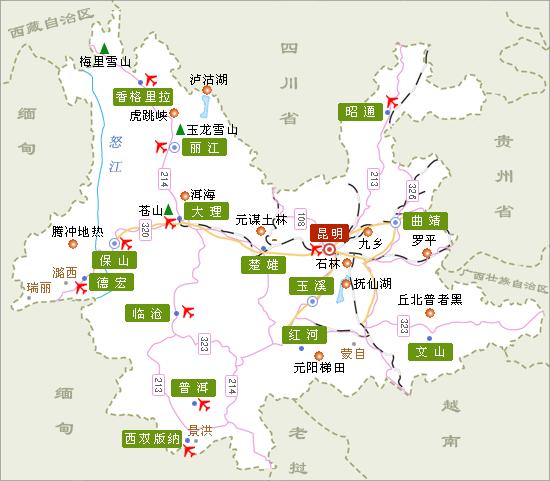 西藏自治区
梅里雪山
四川省
缅甸
香格里拉
泸沽湖
虎跳峡
昭通
怒江
玉龙雪山
丽江
贵州省
214
213
326
洱海
苍山
大理
元谋土林
108
曲靖
腾冲地热
320
昆明
九乡
罗平
保山
楚雄
石林
潞西
德宏
瑞丽
玉溪
抚仙湖
广西壮族自治区
丘北普者黑
临沧
323
红河
蒙自
文山
323
元阳梯田
213
普洱
214
缅甸
越南
西双版纳
景洪
老挝